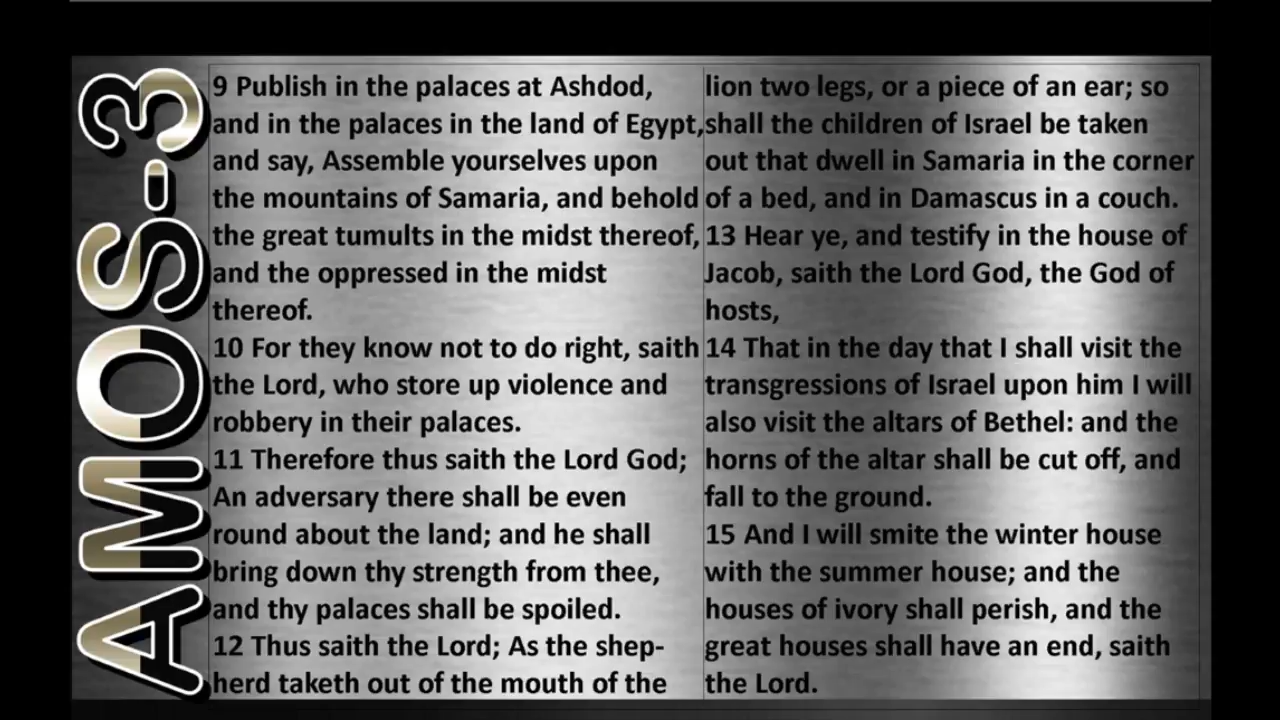 AMOS-3
9 Publish in the palaces at Ashdod,
and in the palaces in the land of Egypt,
and say, Assemble yourselves upon
the mountains of Samaria, and behold
the great tumults in the midst thereof,
and the oppressed in the midst
thereof.
10 For they know not to do right, saith
the Lord, who store up violence and
robbery in their palaces.
11 Therefore thus saith the Lord God;
An adversary there shall be even
round about the land; and he shall
bring down thy strength from thee,
and thy palaces shall be spoiled.
12 Thus saith the Lord; As the shep-
herd taketh out of the mouth of the
lion two legs, or a piece of an ear; so
shall the children of Israel be taken
out that dwell in Samaria in the corner
of a bed, and in Damascus in a couch.
13 Hear ye, and testify in the house of
Jacob, saith the Lord God, the God of
hosts,
14 That in the day that I shall visit the
transgressions of Israel upon him I will
also visit the altars of Bethel: and the
horns of the altar shall be cut off, and
fall to the ground.
15 And I will smite the winter house
with the summer house; and the
houses of ivory shall perish, and the
great houses shall have an end, saith
the Lord.